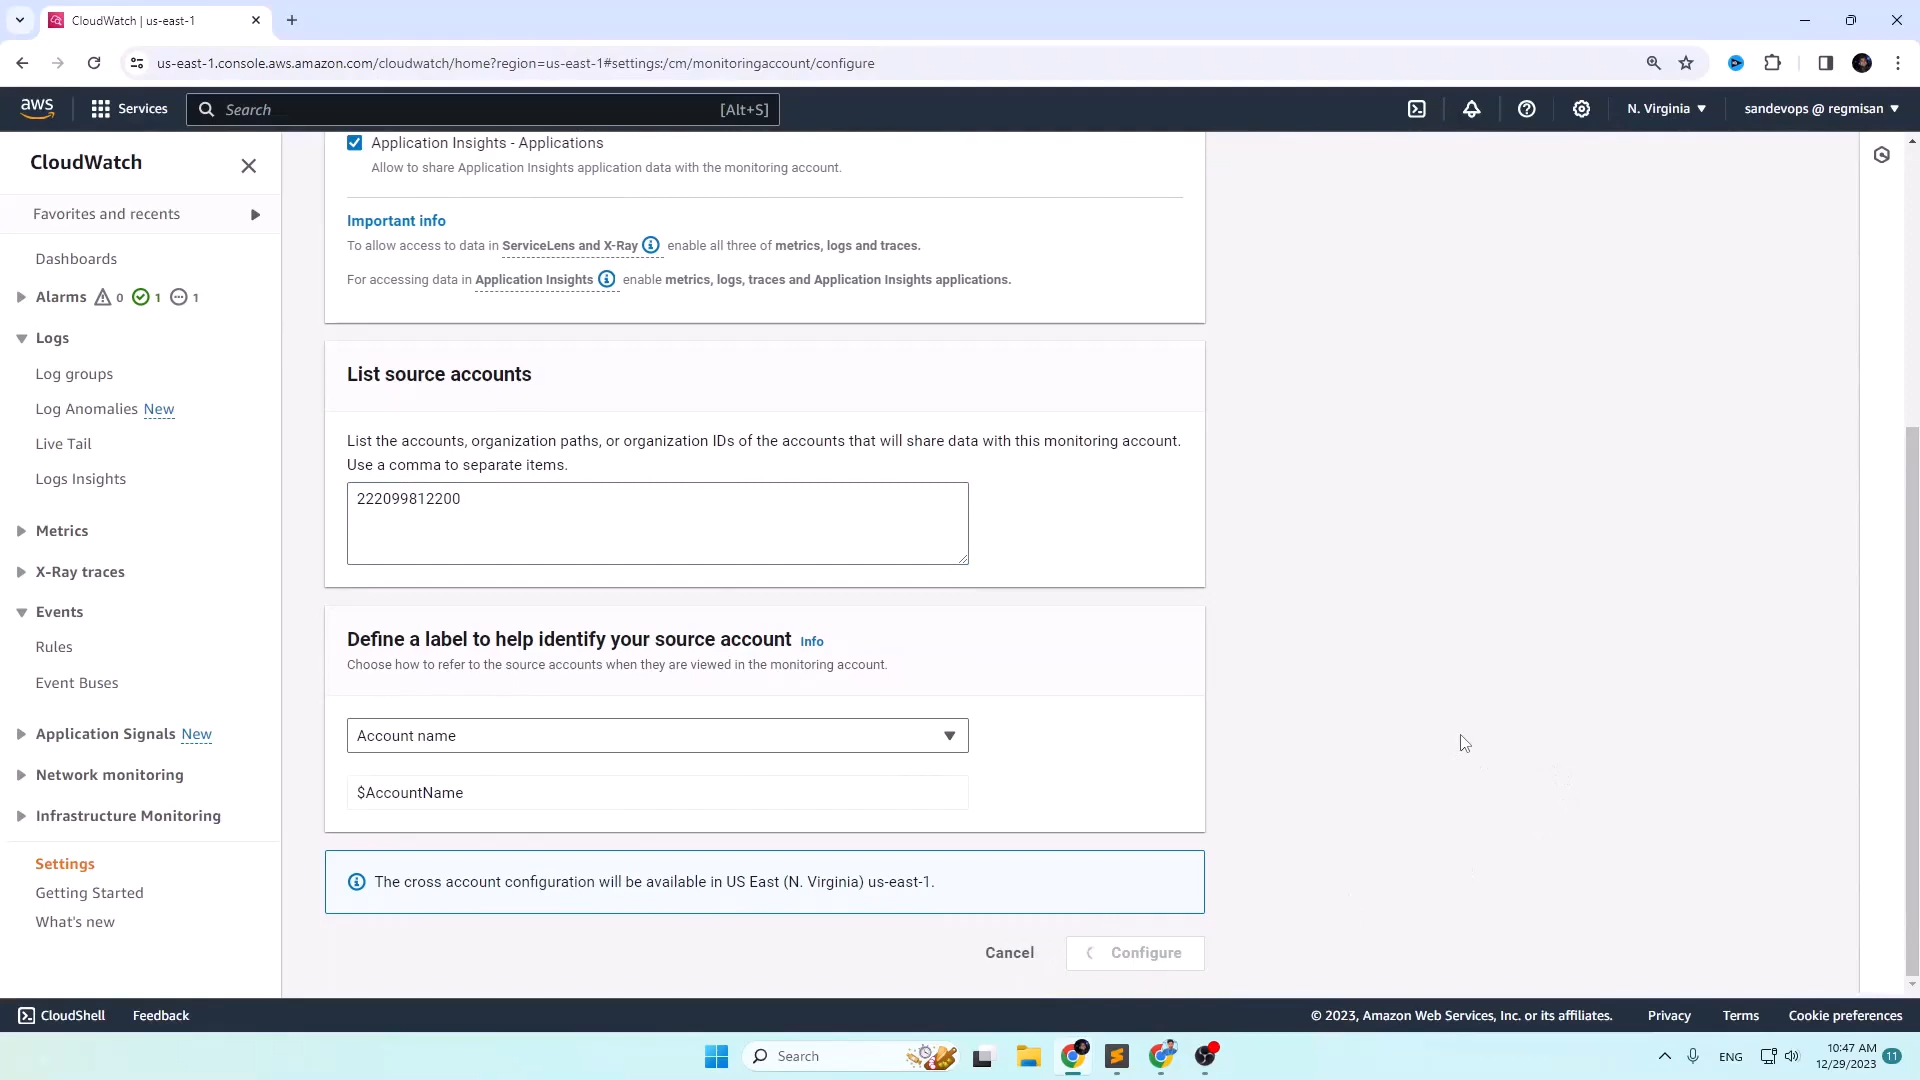 CloudWatch | us-east-1
us-east-1.console.aws.amazon.com/cloudwatch/home?region=us-east-1#settings:/cm/monitoringaccount/configure
aws
Services
Search
[Alt+S]
N. Virginia
sandevops @ regmisan
CloudWatch
Favorites and recents
Dashboards
Alarms 0 1 1
Logs
Log groups
Log Anomalies New
Live Tail
Logs Insights
Metrics
X-Ray traces
Events
Rules
Event Buses
Application Signals New
Network monitoring
Infrastructure Monitoring
Settings
Getting Started
What's new
Application Insights - Applications
Allow to share Application Insights application data with the monitoring account.
Important info
To allow access to data in ServiceLens and X-Ray enable all three of metrics, logs and traces.
For accessing data in Application Insights enable metrics, logs, traces and Application Insights applications.
List source accounts
List the accounts, organization paths, or organization IDs of the accounts that will share data with this monitoring account.
Use a comma to separate items.
222099812200
Define a label to help identify your source account Info
Choose how to refer to the source accounts when they are viewed in the monitoring account.
Account name
$AccountName
The cross account configuration will be available in US East (N. Virginia) us-east-1.
Cancel
Configure
CloudShell
Feedback
© 2023, Amazon Web Services, Inc. or its affiliates.
Privacy
Terms
Cookie preferences
Search
ENG
10:47 AM
12/29/2023
11